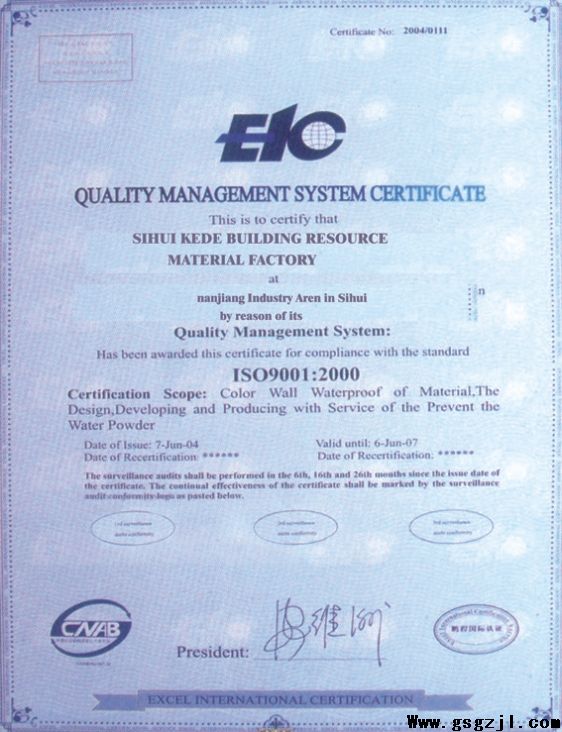 Certificate No: 2004/0111
EIC
QUALITY MANAGEMENT SYSTEM CERTIFICATE
This is to certify that
SIHUI KEDE BUILDING RESOURCE
MATERIAL FACTORY
at
nanjiang Industry Aren in Sihui
n
by reason of its
Quality Management System:
Has been awarded this certificate for compliance with the standard
ISO9001:2000
Certification Scope: Color Wall Waterproof of Material,The
Design,Developing and Producing with Service of the Prevent the
Water Powder
Date of Issue: 7-Jun-04 Valid until: 6-Jun-07
Date of Recertification: ****** Date of Recertification: ******
The surveillance audits shall be performed in the 6th, 16th and 26th months since the issue date of
the certificate. The continual effectiveness of the certificate shall be marked by the surveillance
audit conformity logo as pasted below.
CNAB
鹏程国际认证
President:
EXCEL INTERNATIONAL CERTIFICATION
Www.gsgzjl.com